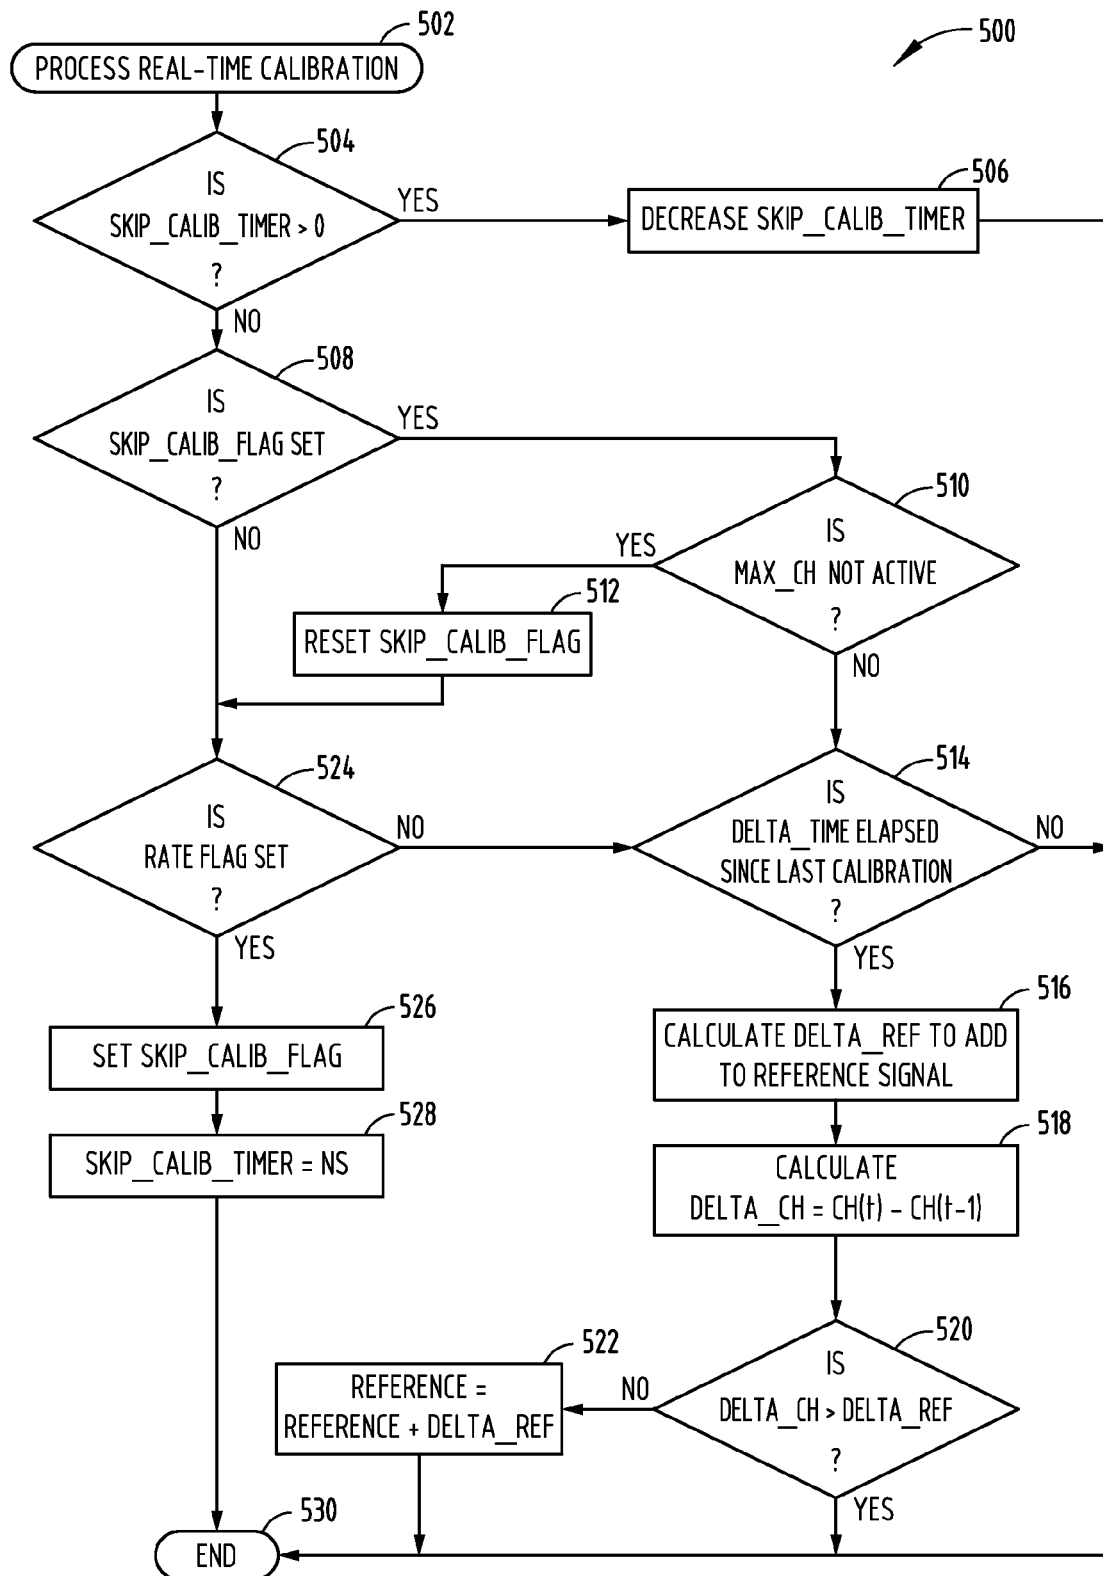 502
500
PROCESS REAL-TIME CALIBRATION
504
IS
SKIP_CALIB_TIMER > 0
?
YES
NO
506
DECREASE SKIP_CALIB_TIMER
508
IS
SKIP_CALIB_FLAG SET
?
YES
NO
510
IS
MAX_CH NOT ACTIVE
?
YES
NO
512
RESET SKIP_CALIB_FLAG
524
IS
RATE FLAG SET
?
NO
YES
514
IS
DELTA_TIME ELAPSED
SINCE LAST CALIBRATION
?
NO
YES
526
SET SKIP_CALIB_FLAG
516
CALCULATE DELTA_REF TO ADD
TO REFERENCE SIGNAL
528
SKIP_CALIB_TIMER = NS
518
CALCULATE
DELTA_CH = CH(t) - CH(t-1)
520
IS
DELTA_CH > DELTA_REF
?
NO
YES
522
REFERENCE =
REFERENCE + DELTA_REF
530
END